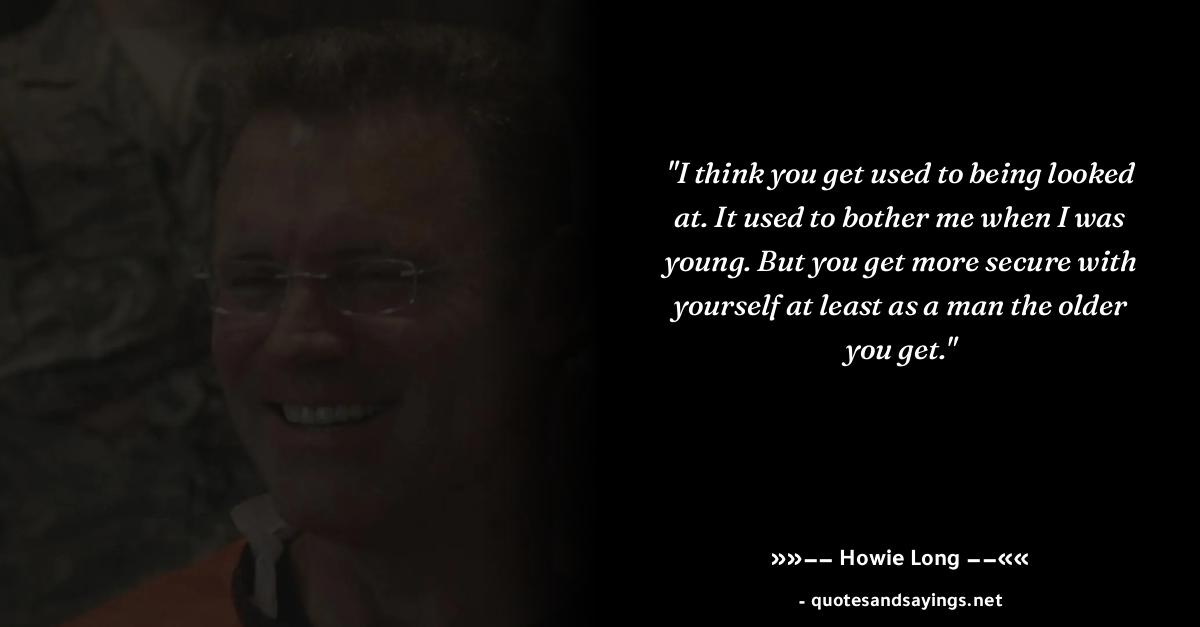 "I think you get used to being looked
at. It used to bother me when I was
young. But you get more secure with
yourself at least as a man the older
you get."
»»−− Howie Long −−««
- quotesandsayings.net